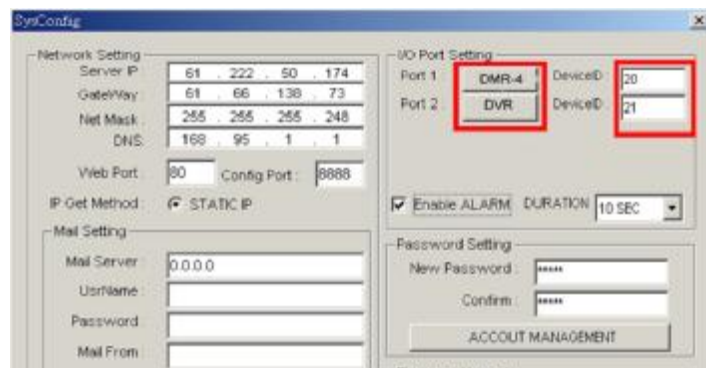 SysConfig
Network Setting
Server IP : 61 . 222 . 50 . 174
GateWay : 61 . 66 . 138 . 73
Net Mask : 255 . 255 . 255 . 248
DNS: 168 . 95 . 1 . 1
Web Port : 80 Config Port : 8888
IP Get Method : STATIC IP
Mail Setting
Mail Server : 0.0.0.0
UsrName :
Password :
Mail From :
I/O Port Setting
Port 1 DMR-4 DeviceID : 20
Port 2 DVR DeviceID : 21
Enable ALARM DURATION 10 SEC
Password Setting
New Password : *****
Confirm : *****
ACCOUT MANAGEMENT